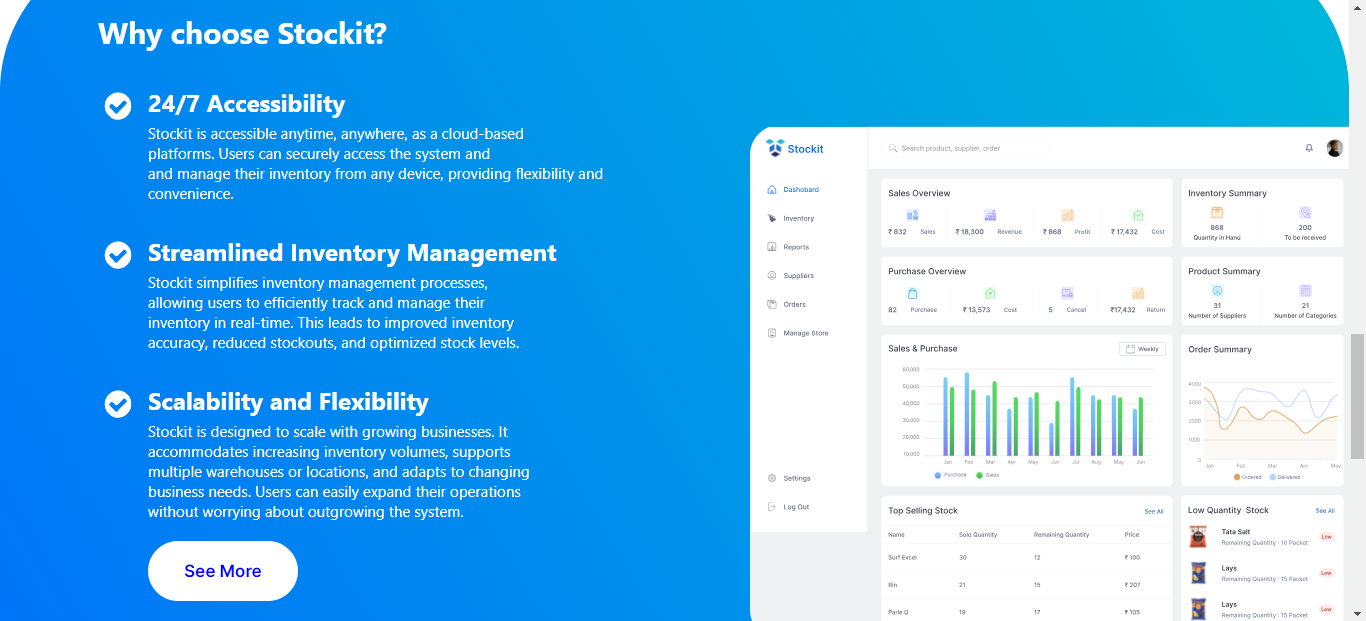 Why choose Stockit?
24/7 Accessibility
Stockit is accessible anytime, anywhere, as a cloud-based
platforms. Users can securely access the system and
and manage their inventory from any device, providing flexibility and
convenience.
Streamlined Inventory Management
Stockit simplifies inventory management processes,
allowing users to efficiently track and manage their
inventory in real-time. This leads to improved inventory
accuracy, reduced stockouts, and optimized stock levels.
Scalability and Flexibility
Stockit is designed to scale with growing businesses. It
accommodates increasing inventory volumes, supports
multiple warehouses or locations, and adapts to changing
business needs. Users can easily expand their operations
without worrying about outgrowing the system.
See More
Stockit
Dashobard
Inventory
Reports
Suppliers
Orders
Manage Store
Settings
Log Out
Search product, supplier, order
Sales Overview
₹ 832 Sales ₹ 18,300 Revenue ₹ 868 Profit ₹ 17,432 Cost
Inventory Summary
868 200
Quantity in Hand To be received
Purchase Overview
82 Purchase ₹ 13,573 Cost 5 Cancel ₹17,432 Return
Product Summary
31 21
Number of Suppliers Number of Categories
Sales & Purchase
Weekly
60,000
50,000
40,000
30,000
20,000
10,000
Jan Feb Mar Apr May Jun Jul Aug May Jun
Purchase Sales
Order Summary
4000
3000
2000
1000
0
Jan Feb Mar Apr May
Ordered Delivered
Top Selling Stock See All
Name Sold Quantity Remaining Quantity Price
Surf Excel 30 12 ₹ 100
Rin 21 15 ₹ 207
Parle G 19 17 ₹ 105
Low Quantity Stock See All
Tata Salt
Remaining Quantity : 10 Packet Low
Lays
Remaining Quantity : 15 Packet Low
Lays
Remaining Quantity : 15 Packet Low